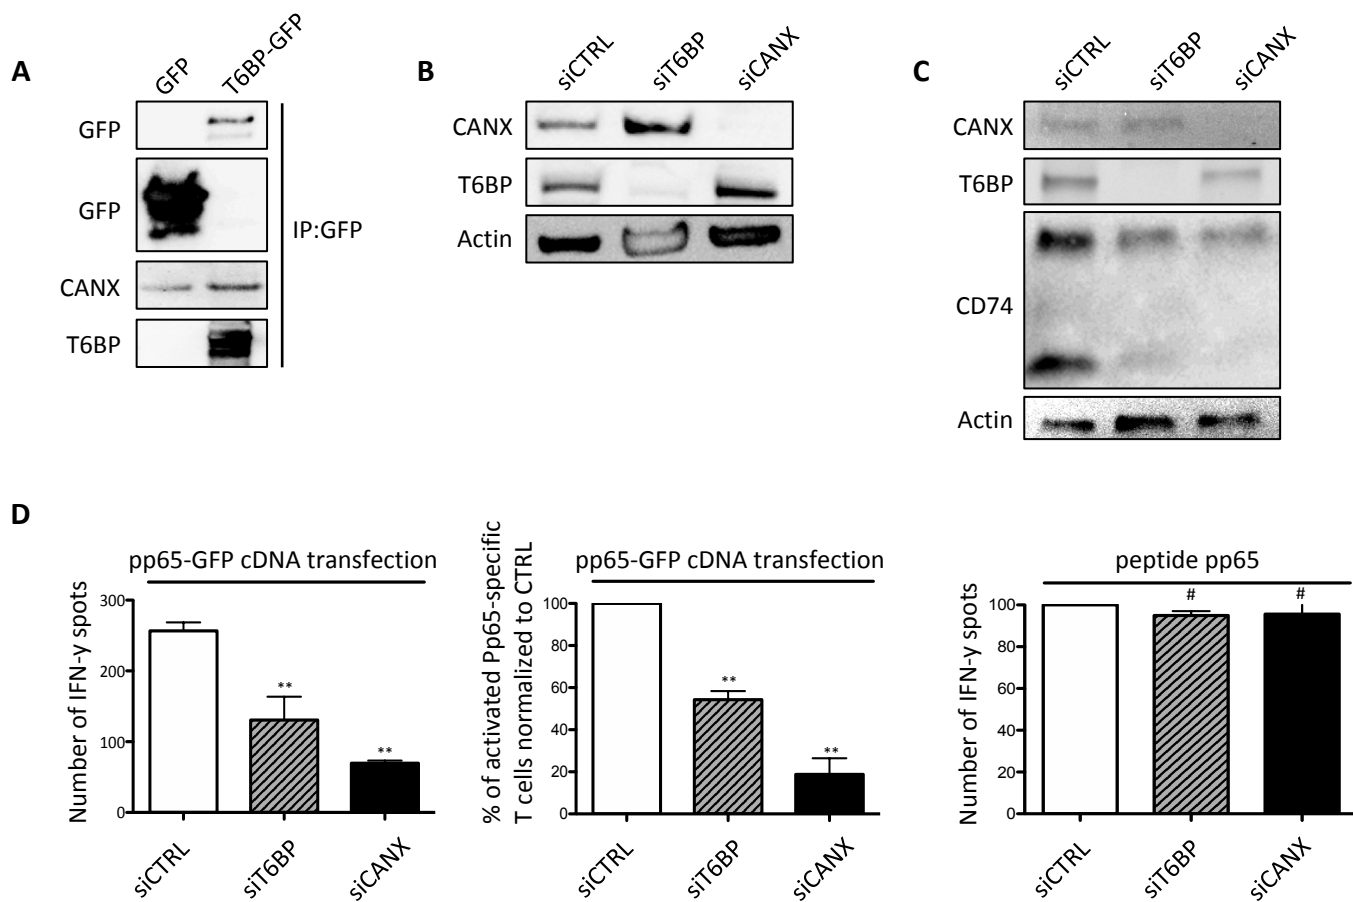 A
GFP
T6BP-GFP
GFP
GFP
CANX
T6BP
IP:GFP
B
siCTRL
siT6BP
siCANX
CANX
T6BP
Actin
C
siCTRL
siT6BP
siCANX
CANX
T6BP
CD74
Actin
D
pp65-GFP cDNA transfection
Number of IFN-y spots
300
200
100
0
**
**
siCTRL
siT6BP
siCANX
pp65-GFP cDNA transfection
% of activated Pp65-specific
T cells normalized to CTRL
100
80
60
40
20
0
**
**
siCTRL
siT6BP
siCANX
peptide pp65
Number of IFN-y spots
100
80
60
40
20
0
#
#
siCTRL
siT6BP
siCANX